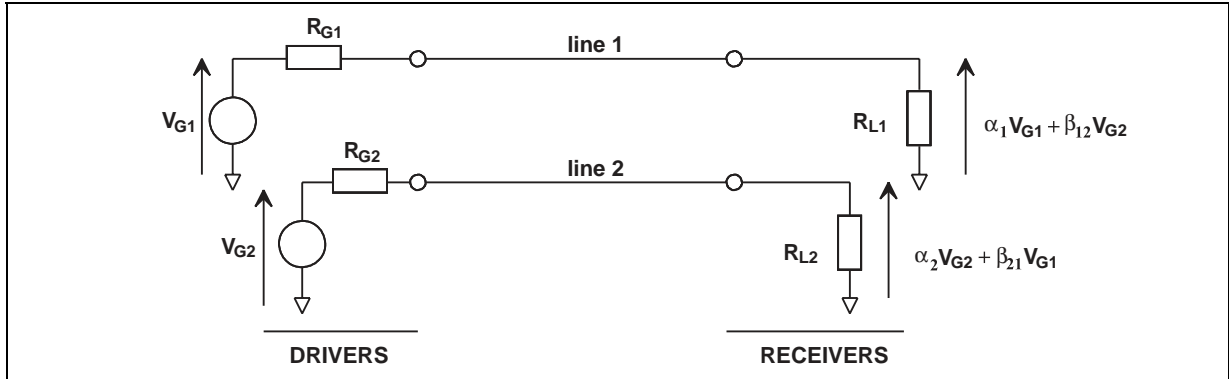 R_G1
line 1
V_G1
R_L1
α_1V_G1 + β_12V_G2
R_G2
line 2
V_G2
R_L2
α_2V_G2 + β_21V_G1
DRIVERS
RECEIVERS